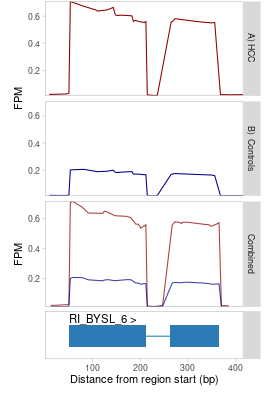 0.6
0.4
0.2
A) HCC
FPM
0.6
0.4
0.2
B) Controls
0.6
0.4
0.2
FPM
Combined
RI_BYSL_6 >
100 200 300 400
Distance from region start (bp)